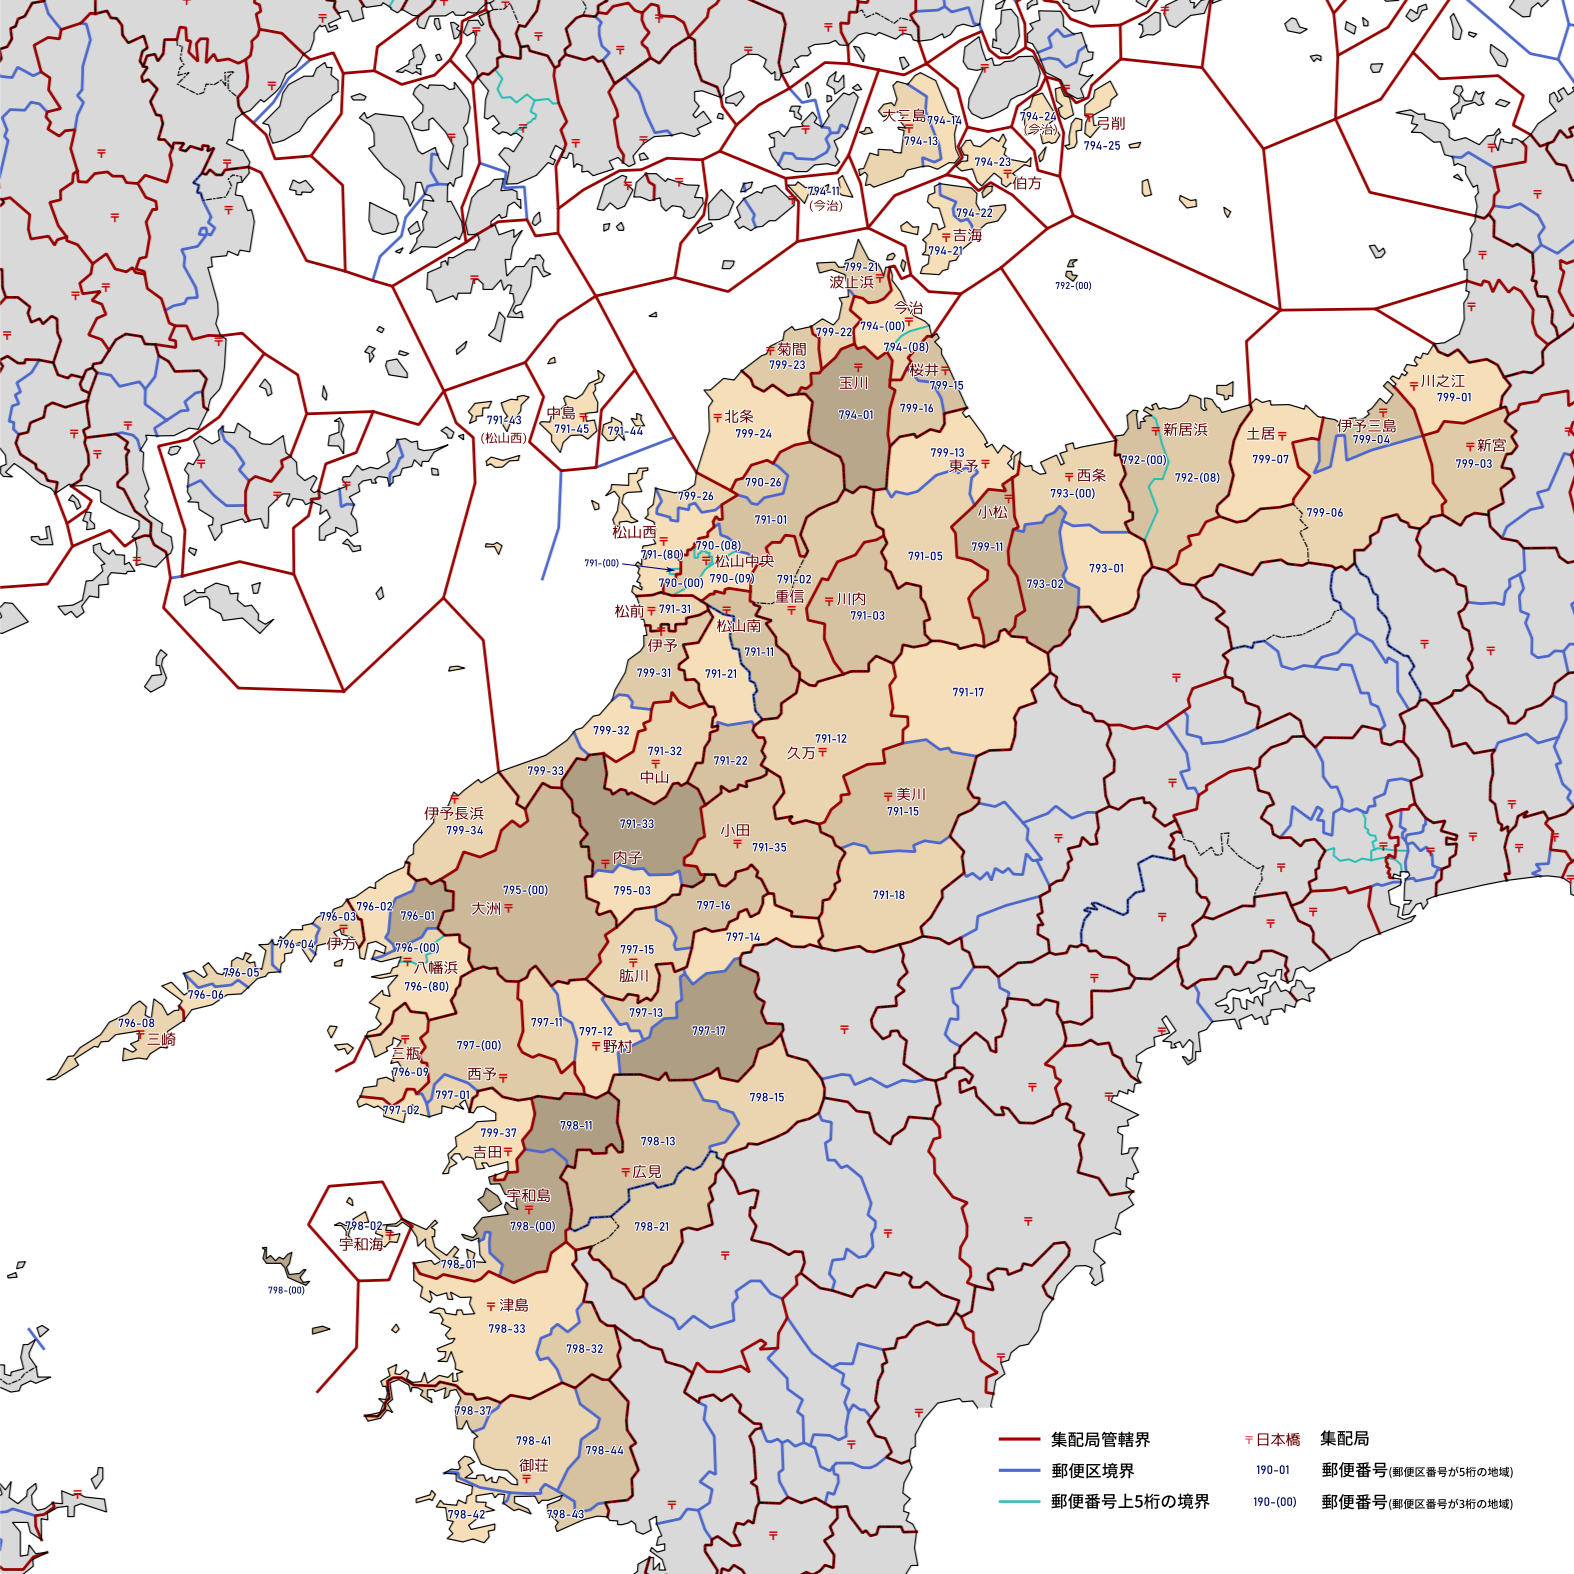 大三島
794-14
794-13
794-24
(今治)
弓削
794-25
794-23
伯方
794-11
(今治)
794-22
吉海
794-21
792-(00)
799-21
波止浜
今治
794-(00)
799-22
794-(08)
菊間
799-23
玉川
794-01
桜井
799-15
799-16
川之江
799-01
伊予三島
799-04
新宮
799-03
土居
799-07
799-06
新居浜
792-(00)
792-(08)
791-43
(松山西)
中島
791-45
791-44
北条
799-24
799-13
東予
西条
793-(00)
790-26
799-26
791-01
小松
799-11
793-02
793-01
松山西
791-(80)
791-(00)
790-(08)
松山中央
790-(09)
790-(00)
791-02
重信
791-05
川内
791-03
松前
791-31
松山南
伊予
799-31
791-21
791-11
791-17
799-32
791-32
中山
791-22
791-12
久万
799-33
伊予長浜
799-34
791-33
内子
小田
791-35
美川
791-15
795-(00)
大洲
795-03
797-16
791-18
796-01
796-02
796-03
伊方
796-04
796-(00)
八幡浜
796-(80)
796-05
796-06
796-08
三崎
797-15
肱川
797-14
797-13
797-11
797-12
野村
797-17
三瓶
796-09
797-(00)
西予
797-01
797-02
799-37
吉田
798-11
798-13
798-15
広見
798-21
宇和島
798-(00)
798-02
宇和海
798-01
798-(00)
津島
798-33
798-32
798-37
798-41
798-44
御荘
798-42
798-43
集配局管轄界
郵便区境界
郵便番号上5桁の境界
〒日本橋 集配局
190-01 郵便番号(郵便区番号が5桁の地域)
190-(00) 郵便番号(郵便区番号が3桁の地域)